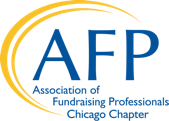 AFP
Association of
Fundraising Professionals
Chicago Chapter